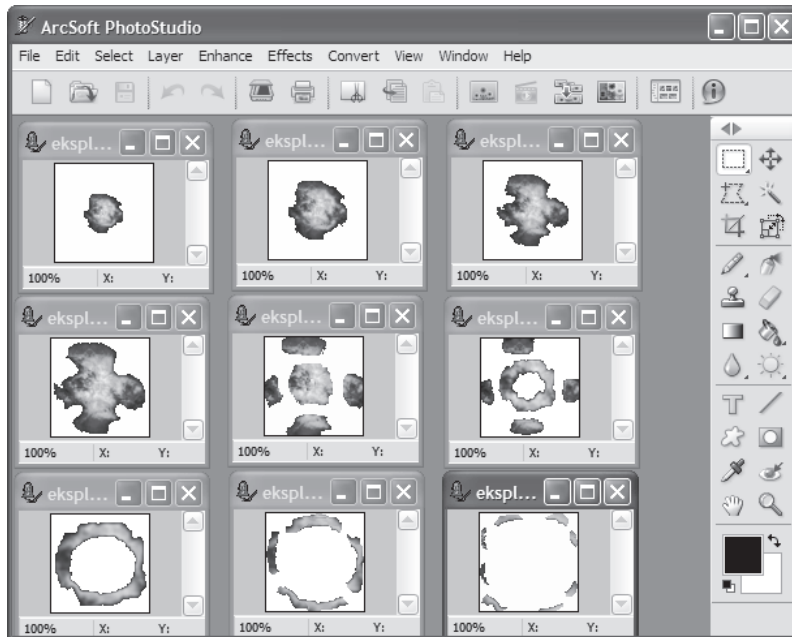 ArcSoft PhotoStudio
File Edit Select Layer Enhance Effects Convert View Window Help
ekspl... ekspl... ekspl...
100% X: Y: 100% X: Y: 100% X: Y:
ekspl... ekspl... ekspl...
100% X: Y: 100% X: Y: 100% X: Y:
ekspl... ekspl... ekspl...
100% X: Y: 100% X: Y: 100% X: Y: